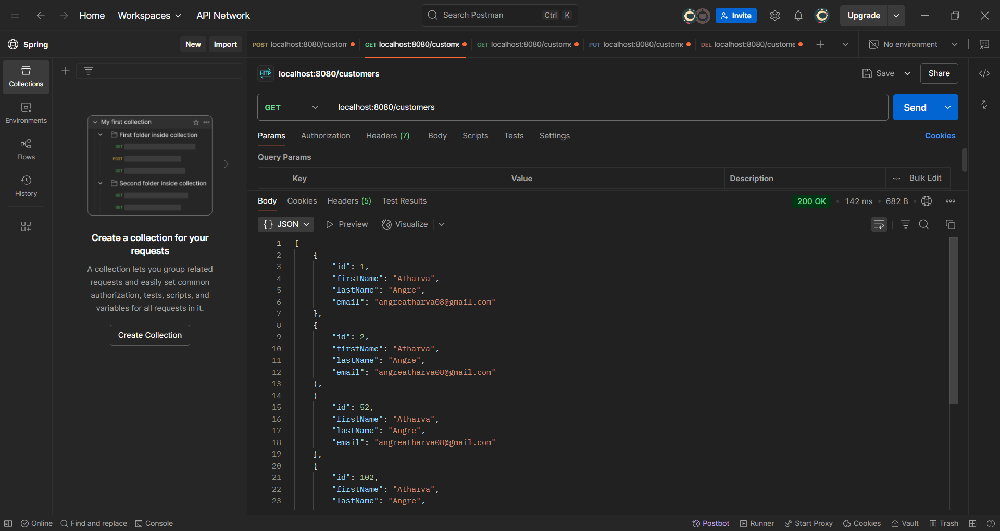 Home
Workspaces
API Network
Search Postman
Ctrl
K
Invite
Upgrade
Spring
New
Import
POST localhost:8080/custom
GET localhost:8080/custome
GET localhost:8080/custome
PUT localhost:8080/custome
DEL localhost:8080/custome
No environment
Collections
Environments
Flows
History
My first collection
First folder inside collection
GET
POST
GET
Second folder inside collection
GET
GET
Create a collection for your
requests
A collection lets you group related
requests and easily set common
authorization, tests, scripts, and
variables for all requests in it.
Create Collection
HTTP
localhost:8080/customers
Save
Share
GET
localhost:8080/customers
Send
Params
Authorization
Headers (7)
Body
Scripts
Tests
Settings
Cookies
Query Params
Key
Value
Description
Bulk Edit
Body
Cookies
Headers (5)
Test Results
200 OK
142 ms
682 B
{} JSON
Preview
Visualize
1 [
2 {
3 "id": 1,
4 "firstName": "Atharva",
5 "lastName": "Angre",
6 "email": "angreatharva08@gmail.com"
7 },
8 {
9 "id": 2,
10 "firstName": "Atharva",
11 "lastName": "Angre",
12 "email": "angreatharva08@gmail.com"
13 },
14 {
15 "id": 52,
16 "firstName": "Atharva",
17 "lastName": "Angre",
18 "email": "angreatharva08@gmail.com"
19 },
20 {
21 "id": 102,
22 "firstName": "Atharva",
23 "lastName": "Angre",
Online
Find and replace
Console
Postbot
Runner
Start Proxy
Cookies
Vault
Trash